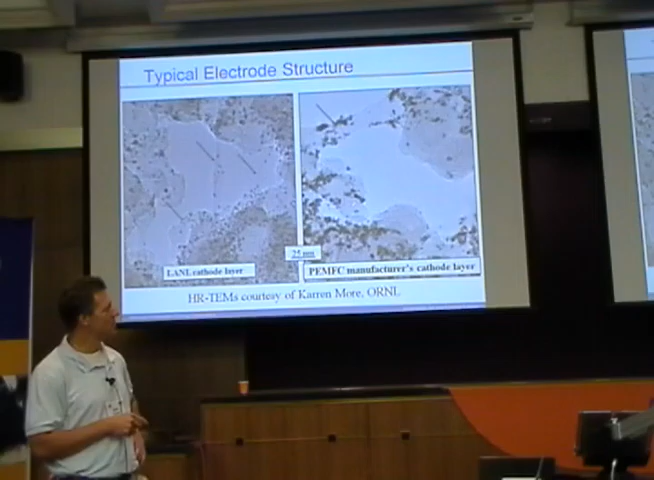 Typical Electrode Structure
25 nm
LANL cathode layer
PEMFC manufacturer's cathode layer
HR-TEMs courtesy of Karren More, ORNL